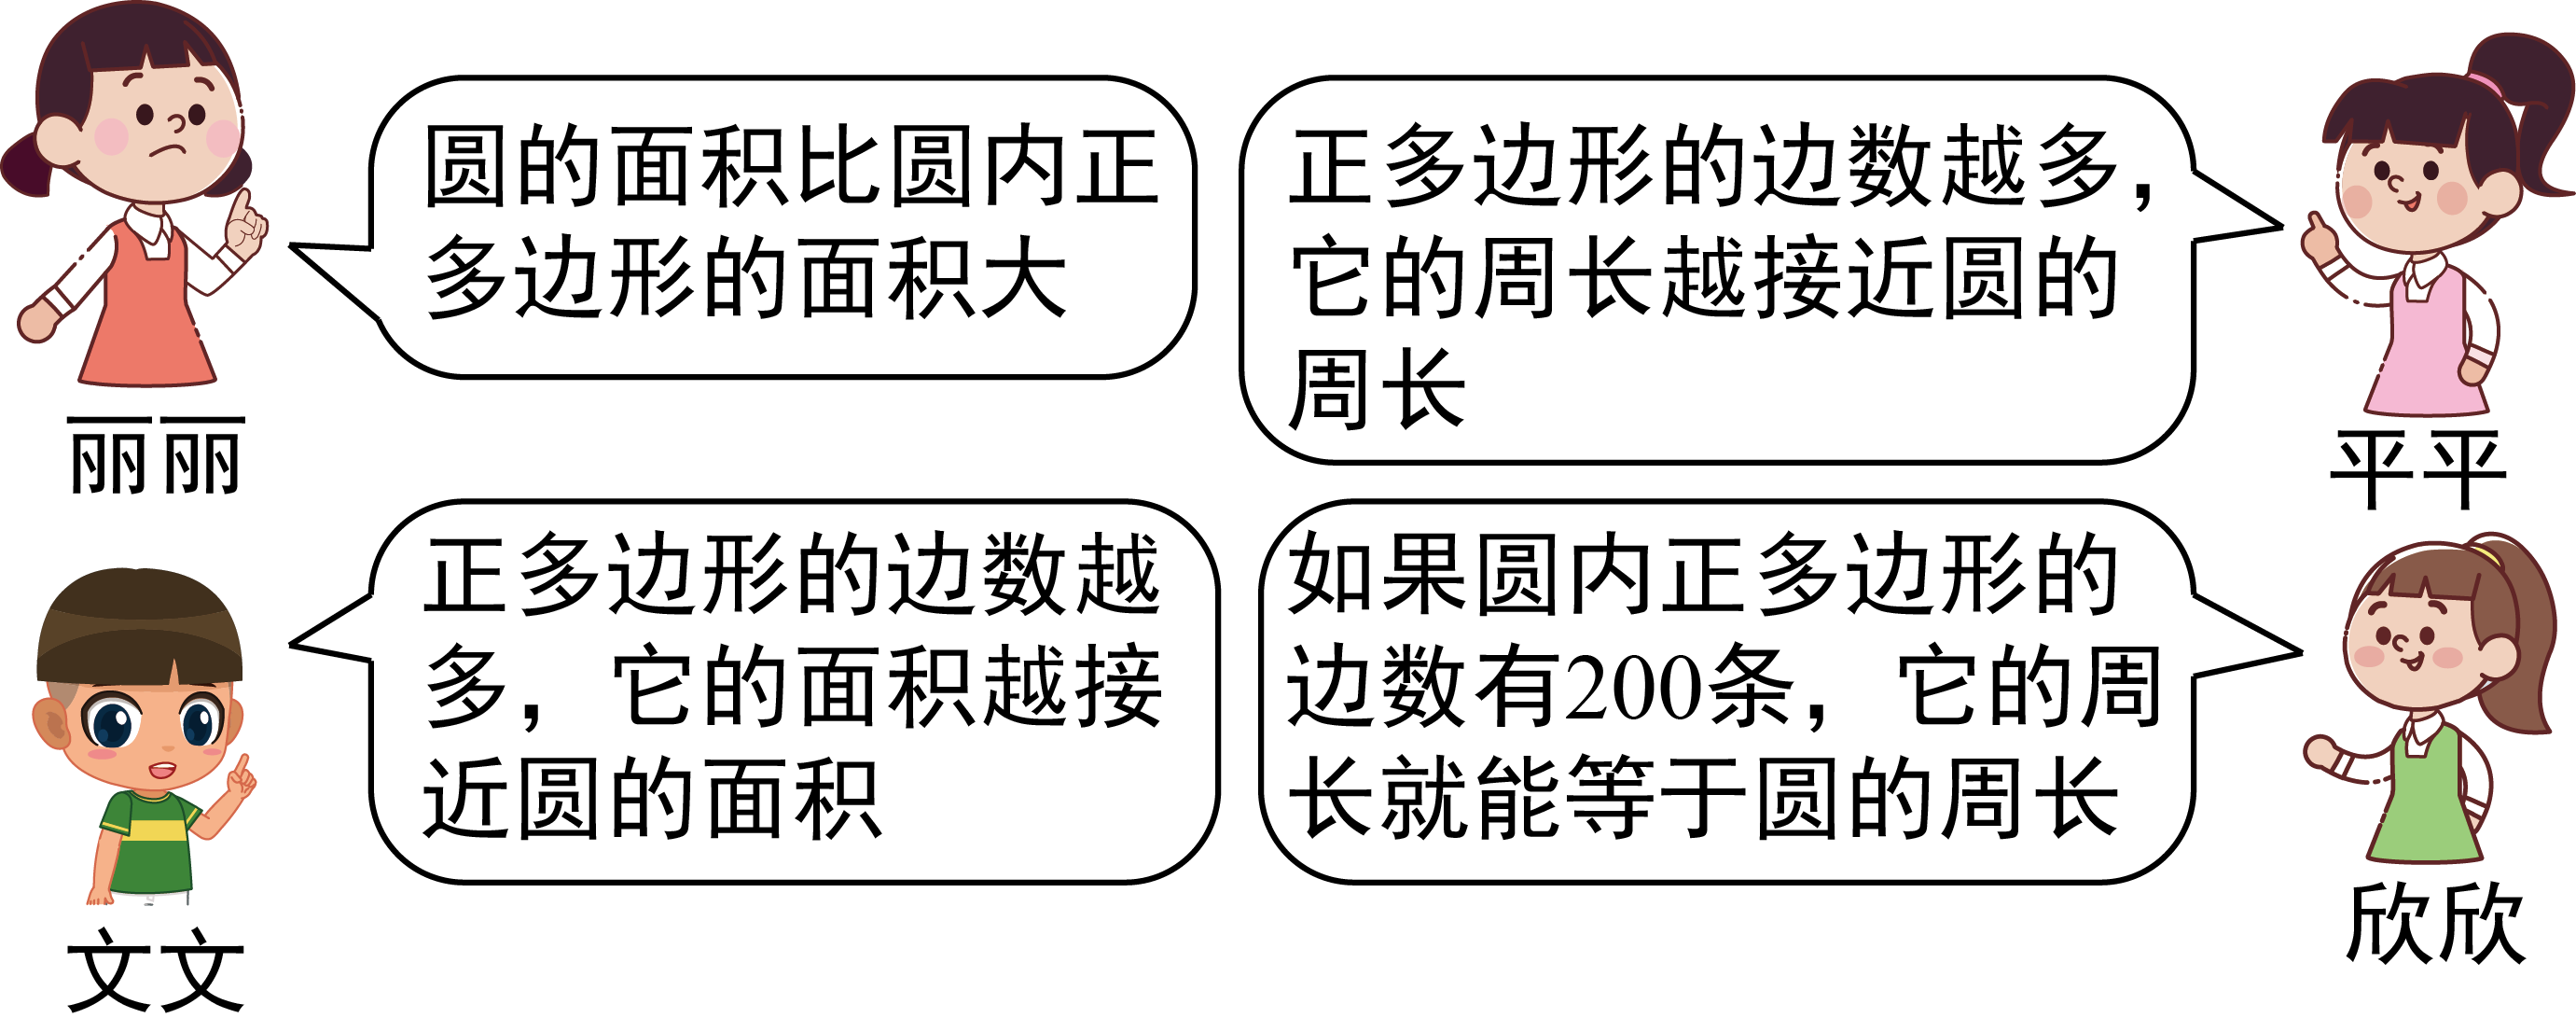 圆的面积比圆内正
多边形的面积大
丽丽
正多边形的边数越多，
它的周长越接近圆的
周长
平平
正多边形的边数越
多，它的面积越接
近圆的面积
文文
如果圆内正多边形的
边数有200条，它的周
长就能等于圆的周长
欣欣